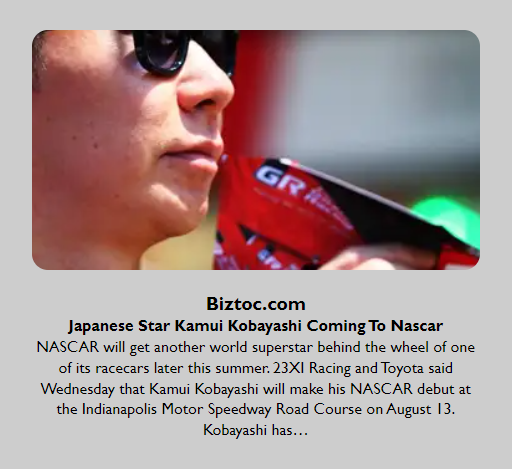 GR
Biztoc.com
Japanese Star Kamui Kobayashi Coming To Nascar
NASCAR will get another world superstar behind the wheel of one
of its racecars later this summer. 23XI Racing and Toyota said
Wednesday that Kamui Kobayashi will make his NASCAR debut at
the Indianapolis Motor Speedway Road Course on August 13.
Kobayashi has…